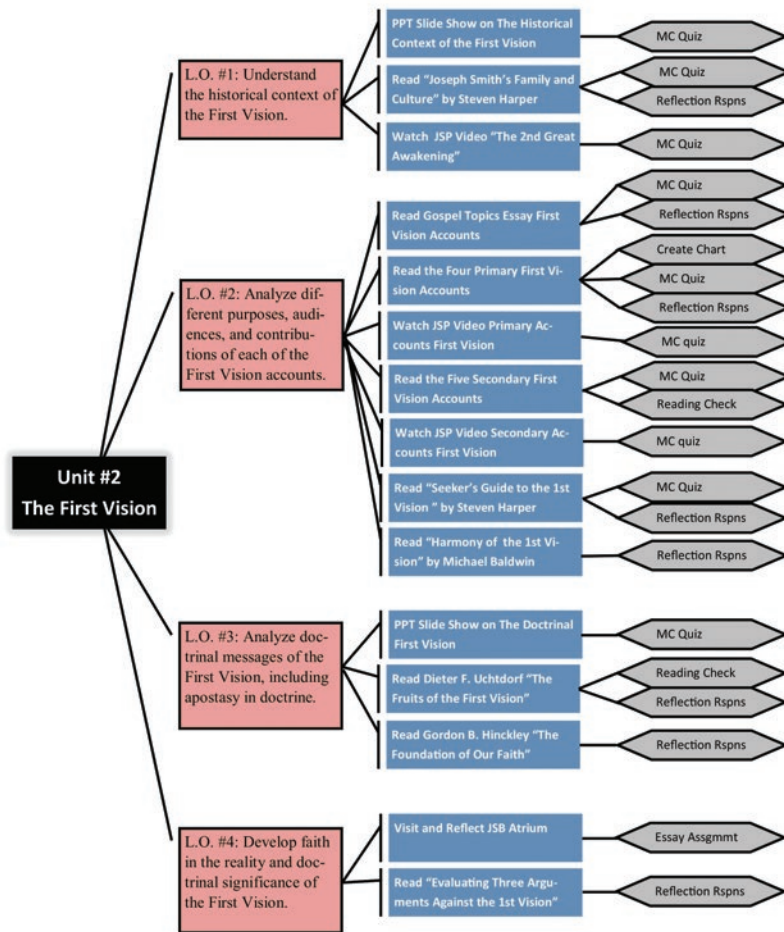 Unit #2
The First Vision
L.O. #1: Understand
the historical context of
the First Vision.
PPT Slide Show on The Historical
Context of the First Vision
MC Quiz
Read “Joseph Smith’s Family and
Culture” by Steven Harper
MC Quiz
Reflection Rspns
Watch JSP Video “The 2nd Great
Awakening”
MC Quiz
L.O. #2: Analyze dif-
ferent purposes, audi-
ences, and contribu-
tions of each of the
First Vision accounts.
Read Gospel Topics Essay First
Vision Accounts
MC Quiz
Reflection Rspns
Read the Four Primary First Vi-
sion Accounts
Create Chart
MC Quiz
Reflection Rspns
Watch JSP Video Primary Ac-
counts First Vision
MC quiz
Read the Five Secondary First
Vision Accounts
MC Quiz
Reading Check
Watch JSP Video Secondary Ac-
counts First Vision
MC quiz
Read “Seeker’s Guide to the 1st
Vision ” by Steven Harper
MC Quiz
Reflection Rspns
Read “Harmony of the 1st Vi-
sion” by Michael Baldwin
Reflection Rspns
L.O. #3: Analyze doc-
trinal messages of the
First Vision, including
apostasy in doctrine.
PPT Slide Show on The Doctrinal
First Vision
MC Quiz
Read Dieter F. Uchtdorf “The
Fruits of the First Vision”
Reading Check
Reflection Rspns
Read Gordon B. Hinckley “The
Foundation of Our Faith”
Reflection Rspns
L.O. #4: Develop faith
in the reality and doc-
trinal significance of
the First Vision.
Visit and Reflect JSB Atrium
Essay Assgmmt
Read “Evaluating Three Argu-
ments Against the 1st Vision”
Reflection Rspns